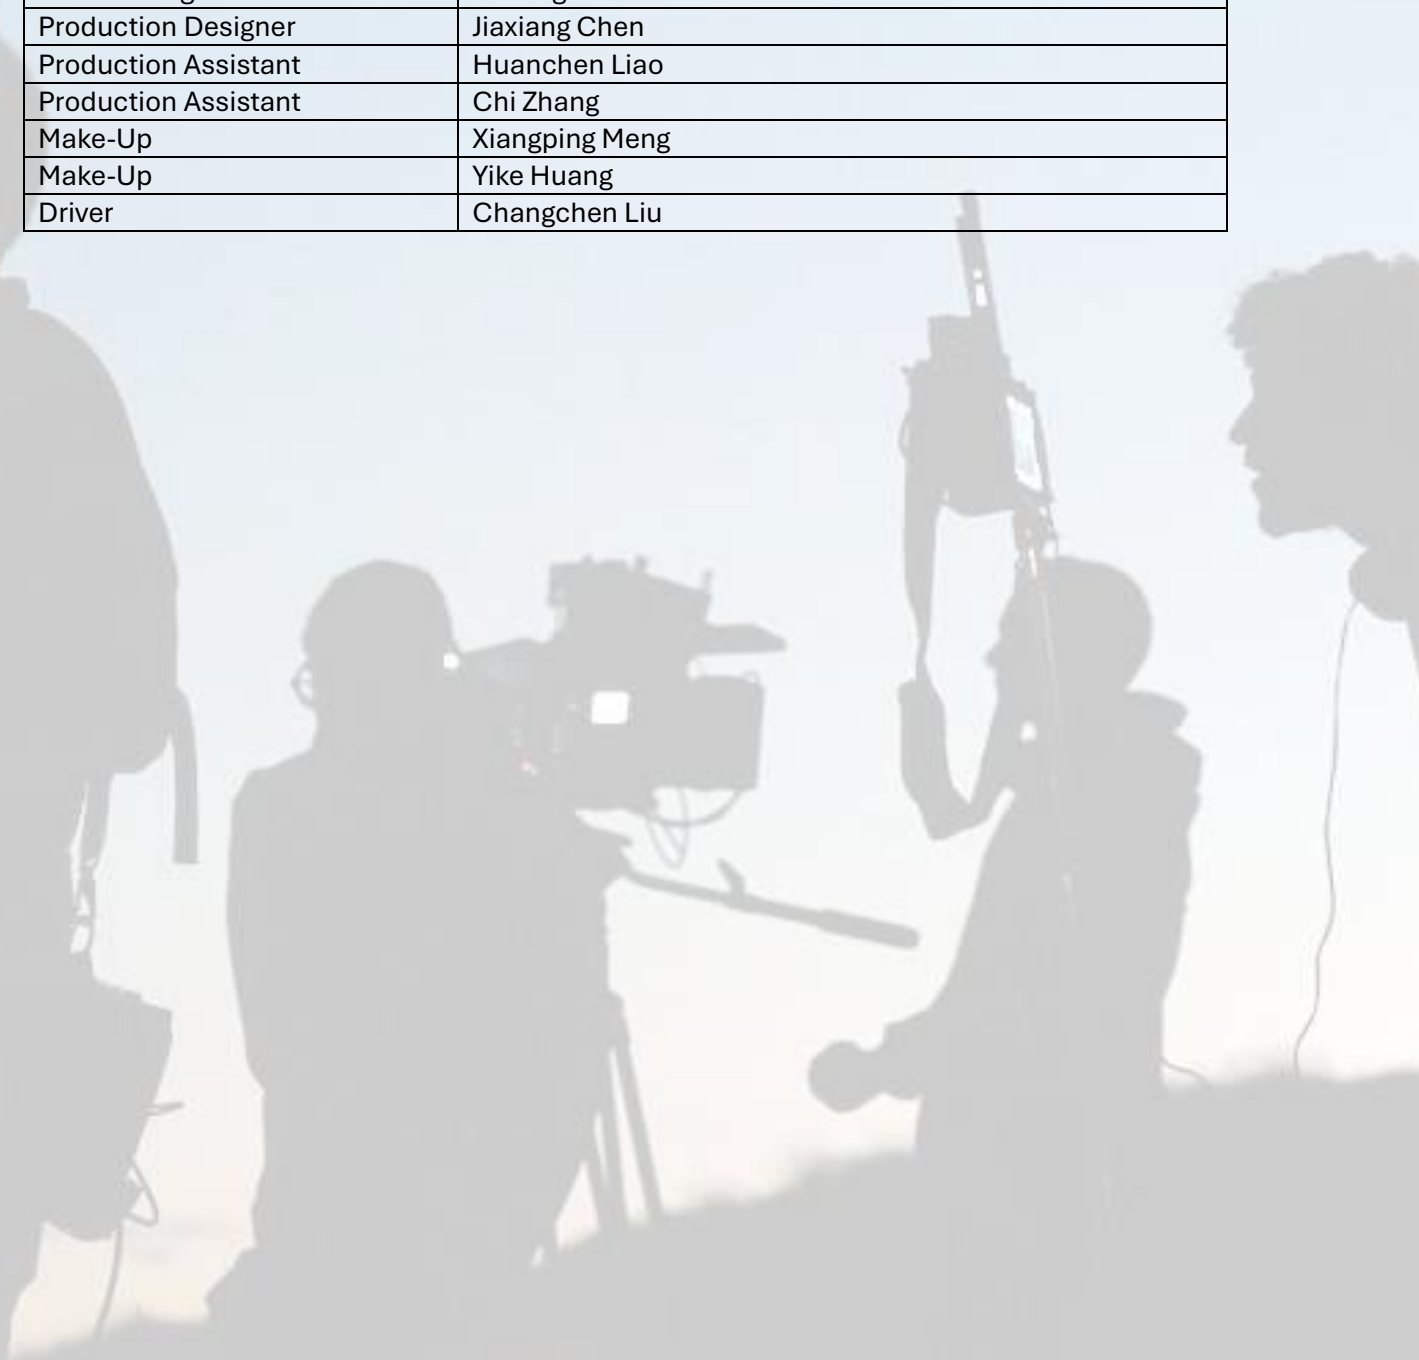 Production Designer Jiaxiang Chen
Production Assistant Huanchen Liao
Production Assistant Chi Zhang
Make-Up Xiangping Meng
Make-Up Yike Huang
Driver Changchen Liu